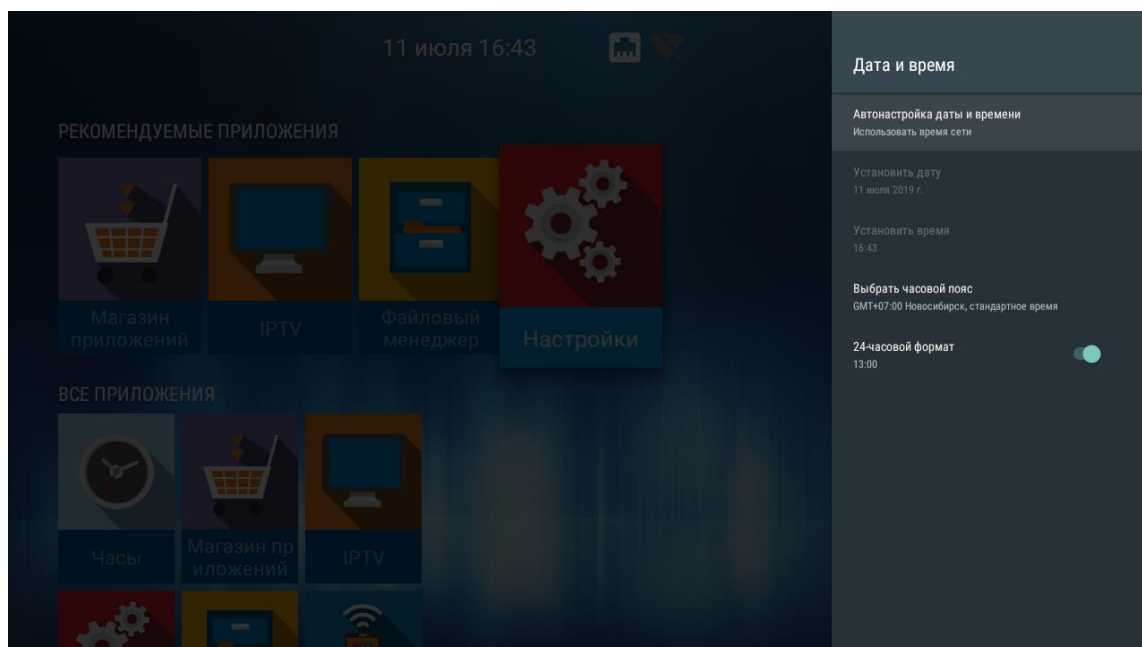 11 июля 16:43
РЕКОМЕНДУЕМЫЕ ПРИЛОЖЕНИЯ
Магазин
приложений
IPTV
Файловый
менеджер
Настройки
ВСЕ ПРИЛОЖЕНИЯ
Часы
Магазин пр
иложений
IPTV
Дата и время
Автонастройка даты и времени
Использовать время сети
Установить дату
11 июля 2019 г.
Установить время
16:43
Выбрать часовой пояс
GMT+07:00 Новосибирск, стандартное время
24-часовой формат
13:00